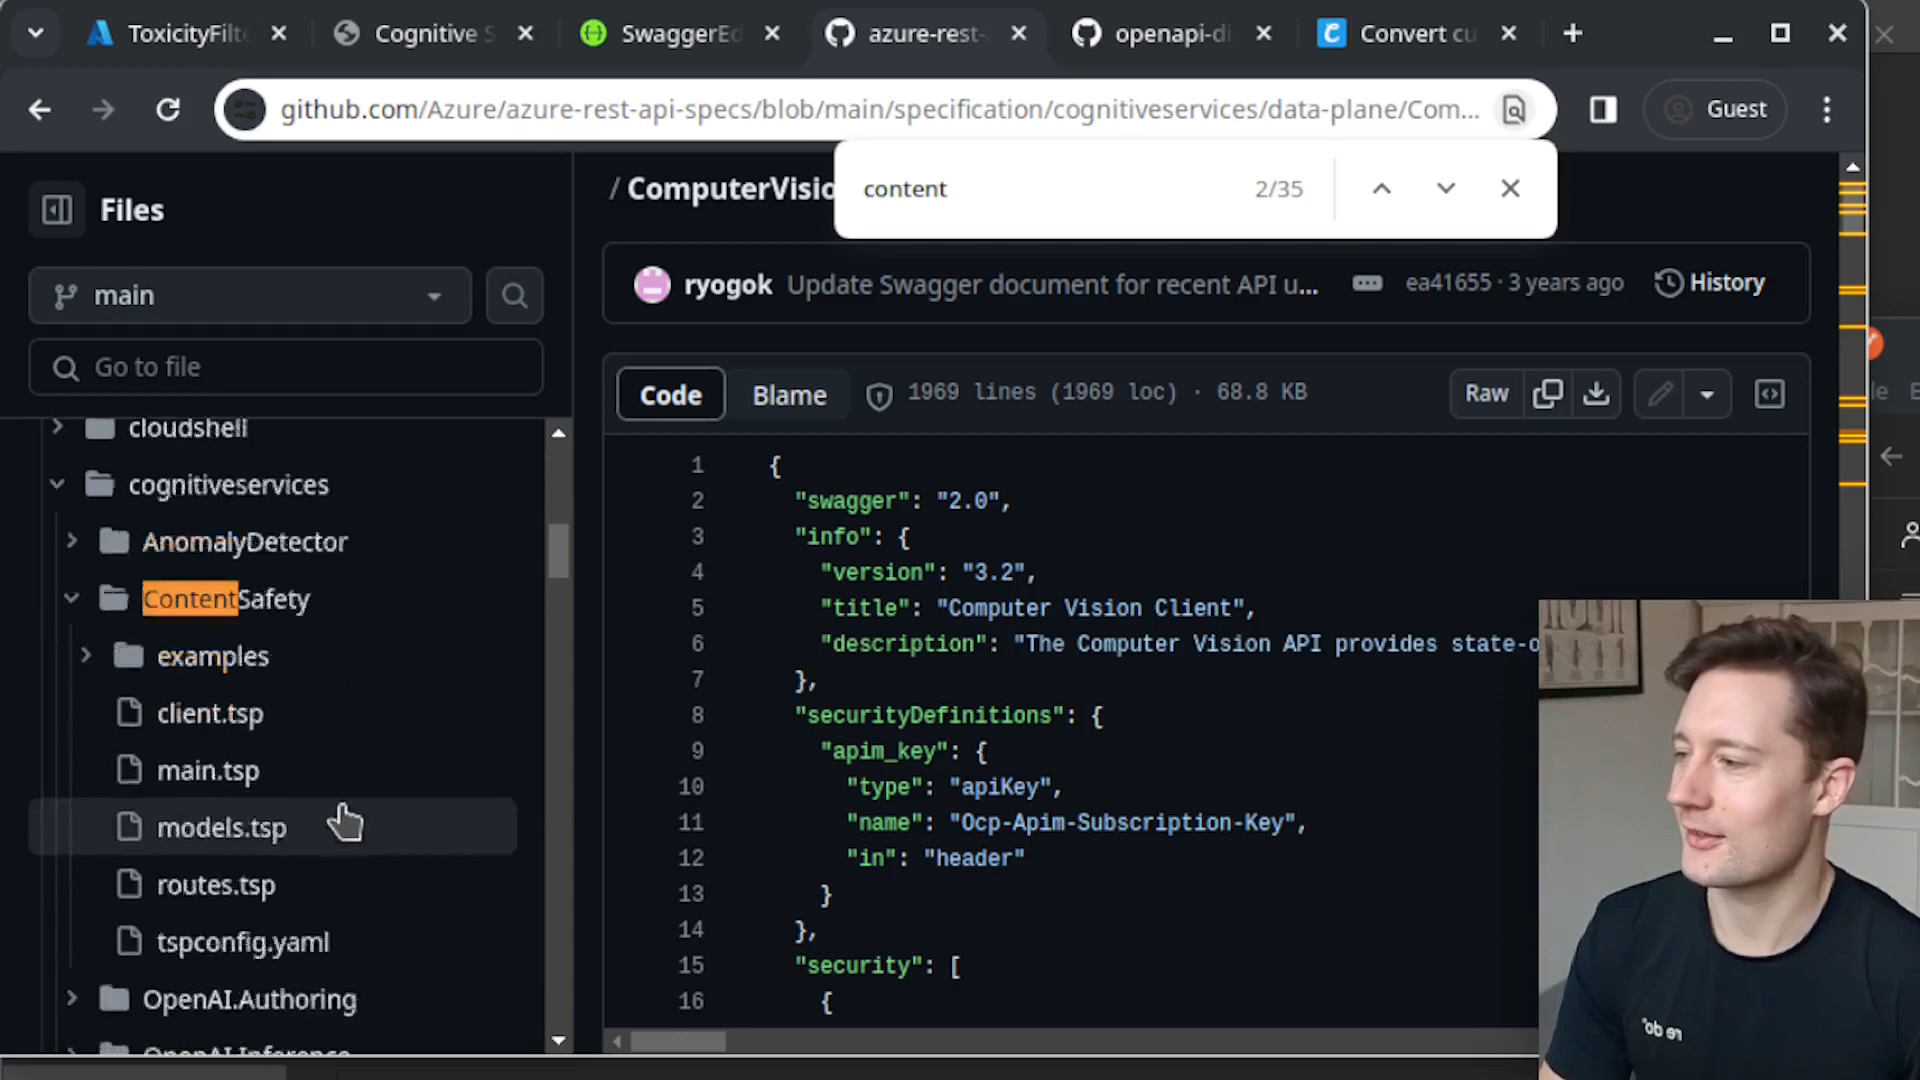 ToxicityFilt
Cognitive S
SwaggerEd
azure-rest-
openapi-di
Convert cu
github.com/Azure/azure-rest-api-specs/blob/main/specification/cognitiveservices/data-plane/Com...
Guest
content
2/35
Files
/ ComputerVisio
main
Go to file
ryogok Update Swagger document for recent API u...
ea41655 · 3 years ago
History
Code
Blame
1969 lines (1969 loc) · 68.8 KB
Raw
cloudshell
cognitiveservices
AnomalyDetector
ContentSafety
examples
client.tsp
main.tsp
models.tsp
routes.tsp
tspconfig.yaml
OpenAI.Authoring
OpenAI.Inference
1 {
2 "swagger": "2.0",
3 "info": {
4 "version": "3.2",
5 "title": "Computer Vision Client",
6 "description": "The Computer Vision API provides state-o
7 },
8 "securityDefinitions": {
9 "apim_key": {
10 "type": "apiKey",
11 "name": "Ocp-Apim-Subscription-Key",
12 "in": "header"
13 }
14 },
15 "security": [
16 {